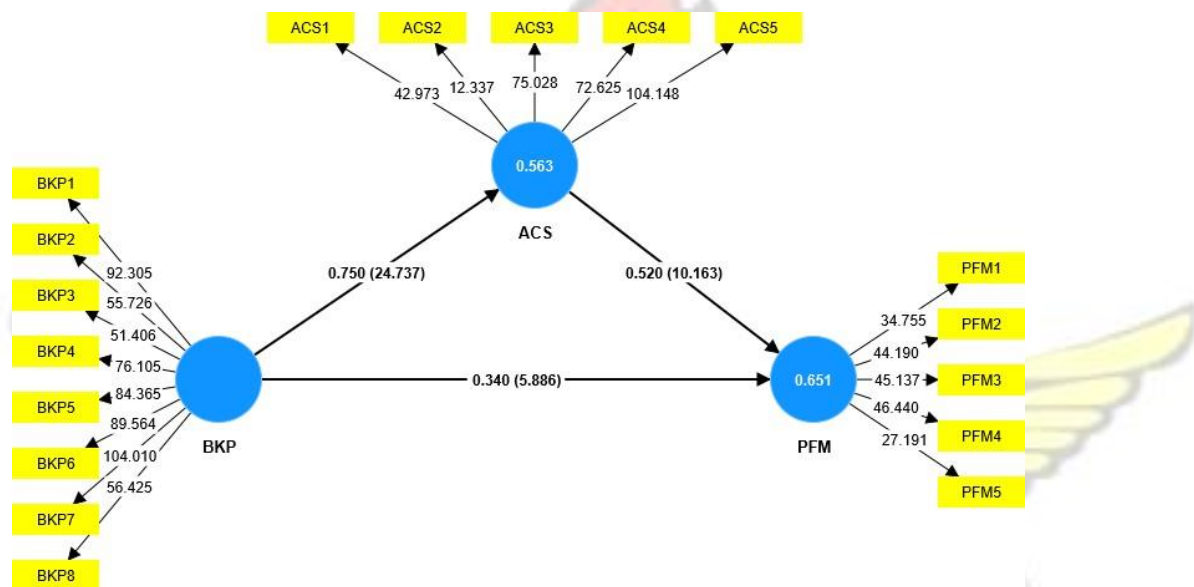 ACS1
ACS2
ACS3
ACS4
ACS5
42.973
12.337
75.028
72.625
104.148
0.563
ACS
BKP1
BKP2
BKP3
BKP4
BKP5
BKP6
BKP7
BKP8
92.305
55.726
51.406
76.105
84.365
89.564
104.010
56.425
BKP
0.750 (24.737)
0.520 (10.163)
0.340 (5.886)
0.651
PFM
34.755
44.190
45.137
46.440
27.191
PFM1
PFM2
PFM3
PFM4
PFM5